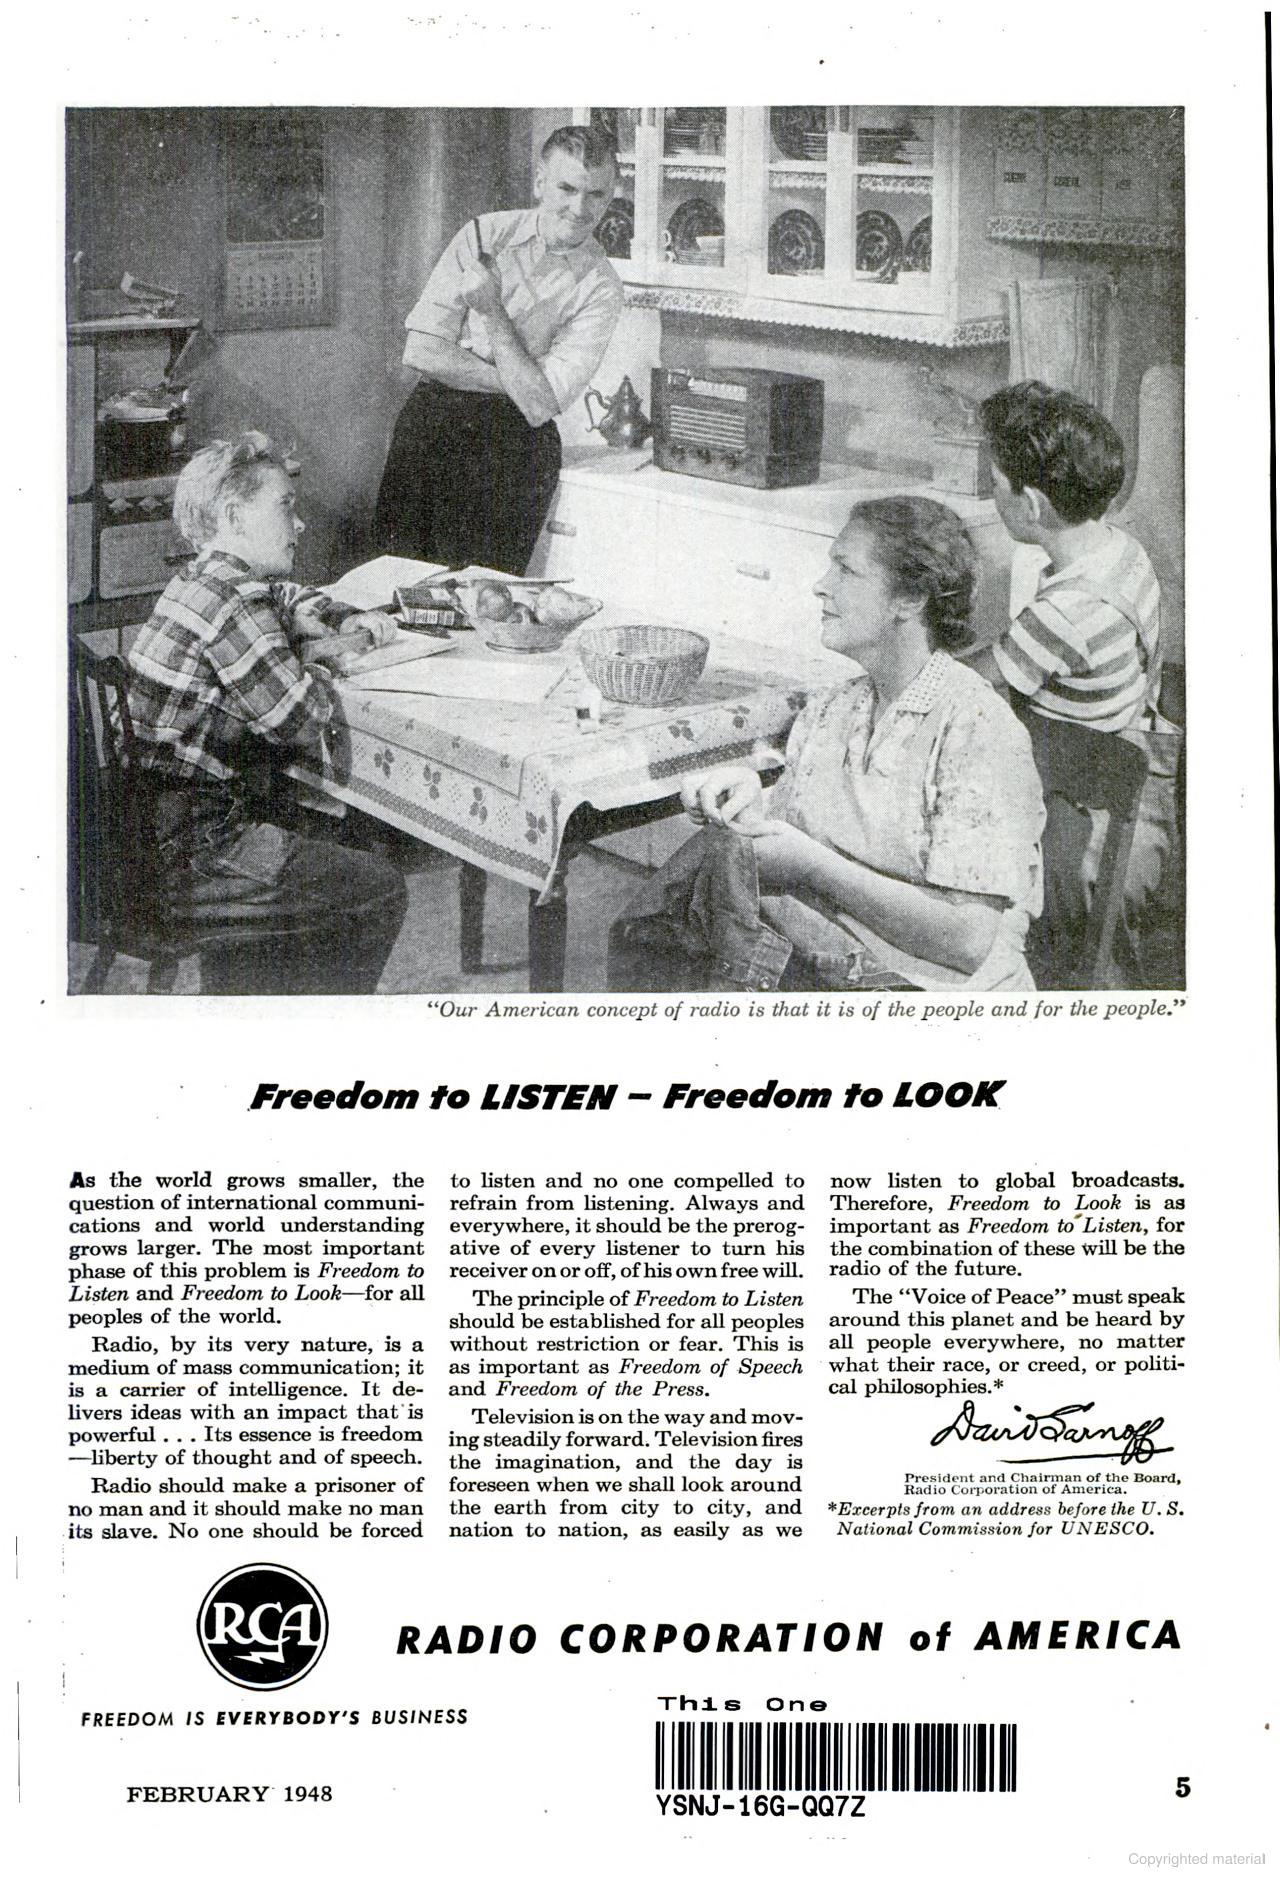 "Our American concept of radio is that it is of the people and for the people."
Freedom to LISTEN – Freedom to LOOK
As the world grows smaller, the
question of international communi-
cations and world understanding
grows larger. The most important
phase of this problem is Freedom to
Listen and Freedom to Look—for all
peoples of the world.
Radio, by its very nature, is a
medium of mass communication; it
is a carrier of intelligence. It de-
livers ideas with an impact that is
powerful . . . Its essence is freedom
—liberty of thought and of speech.
Radio should make a prisoner of
no man and it should make no man
its slave. No one should be forced
to listen and no one compelled to
refrain from listening. Always and
everywhere, it should be the prerog-
ative of every listener to turn his
receiver on or off, of his own free will.
The principle of Freedom to Listen
should be established for all peoples
without restriction or fear. This is
as important as Freedom of Speech
and Freedom of the Press.
Television is on the way and mov-
ing steadily forward. Television fires
the imagination, and the day is
foreseen when we shall look around
the earth from city to city, and
nation to nation, as easily as we
now listen to global broadcasts.
Therefore, Freedom to Look is as
important as Freedom to Listen, for
the combination of these will be the
radio of the future.
The "Voice of Peace" must speak
around this planet and be heard by
all people everywhere, no matter
what their race, or creed, or politi-
cal philosophies.*
David Sarnoff
President and Chairman of the Board,
Radio Corporation of America.
*Excerpts from an address before the U. S.
National Commission for UNESCO.
RCA
RADIO CORPORATION of AMERICA
FREEDOM IS EVERYBODY'S BUSINESS
This One
YSNJ-16G-QQ7Z
FEBRUARY 1948
5
Copyrighted material